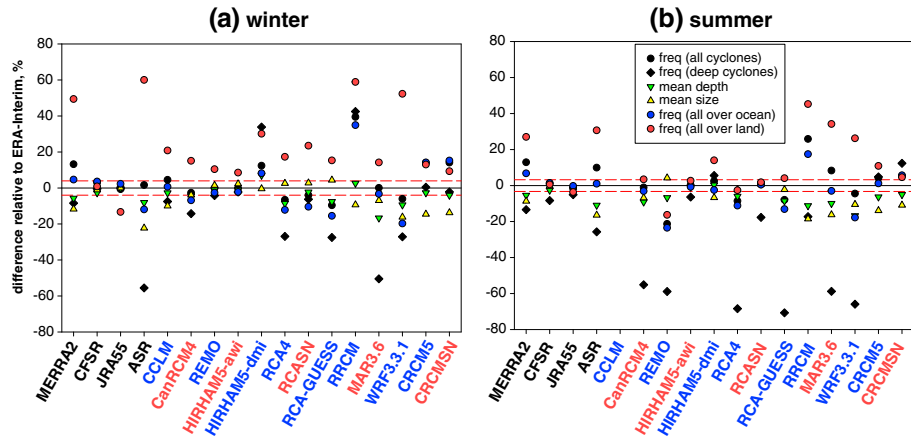 (a) winter
(b) summer
difference relative to ERA-Interim, %
80
60
40
20
0
-20
-40
-60
-80
80
60
40
20
0
-20
-40
-60
-80
freq (all cyclones)
freq (deep cyclones)
mean depth
mean size
freq (all over ocean)
freq (all over land)
MERRA2
CFSR
JRA55
ASR
CCLM
CanRCM4
REMO
HIRHAM5-awi
HIRHAM5-dmi
RCA4
RCASN
RCA-GUESS
RRCM
MAR3.6
WRF3.3.1
CRCM5
CRCMSN
MERRA2
CFSR
JRA55
ASR
CCLM
CanRCM4
REMO
HIRHAM5-awi
HIRHAM5-dmi
RCA4
RCASN
RCA-GUESS
RRCM
MAR3.6
WRF3.3.1
CRCM5
CRCMSN